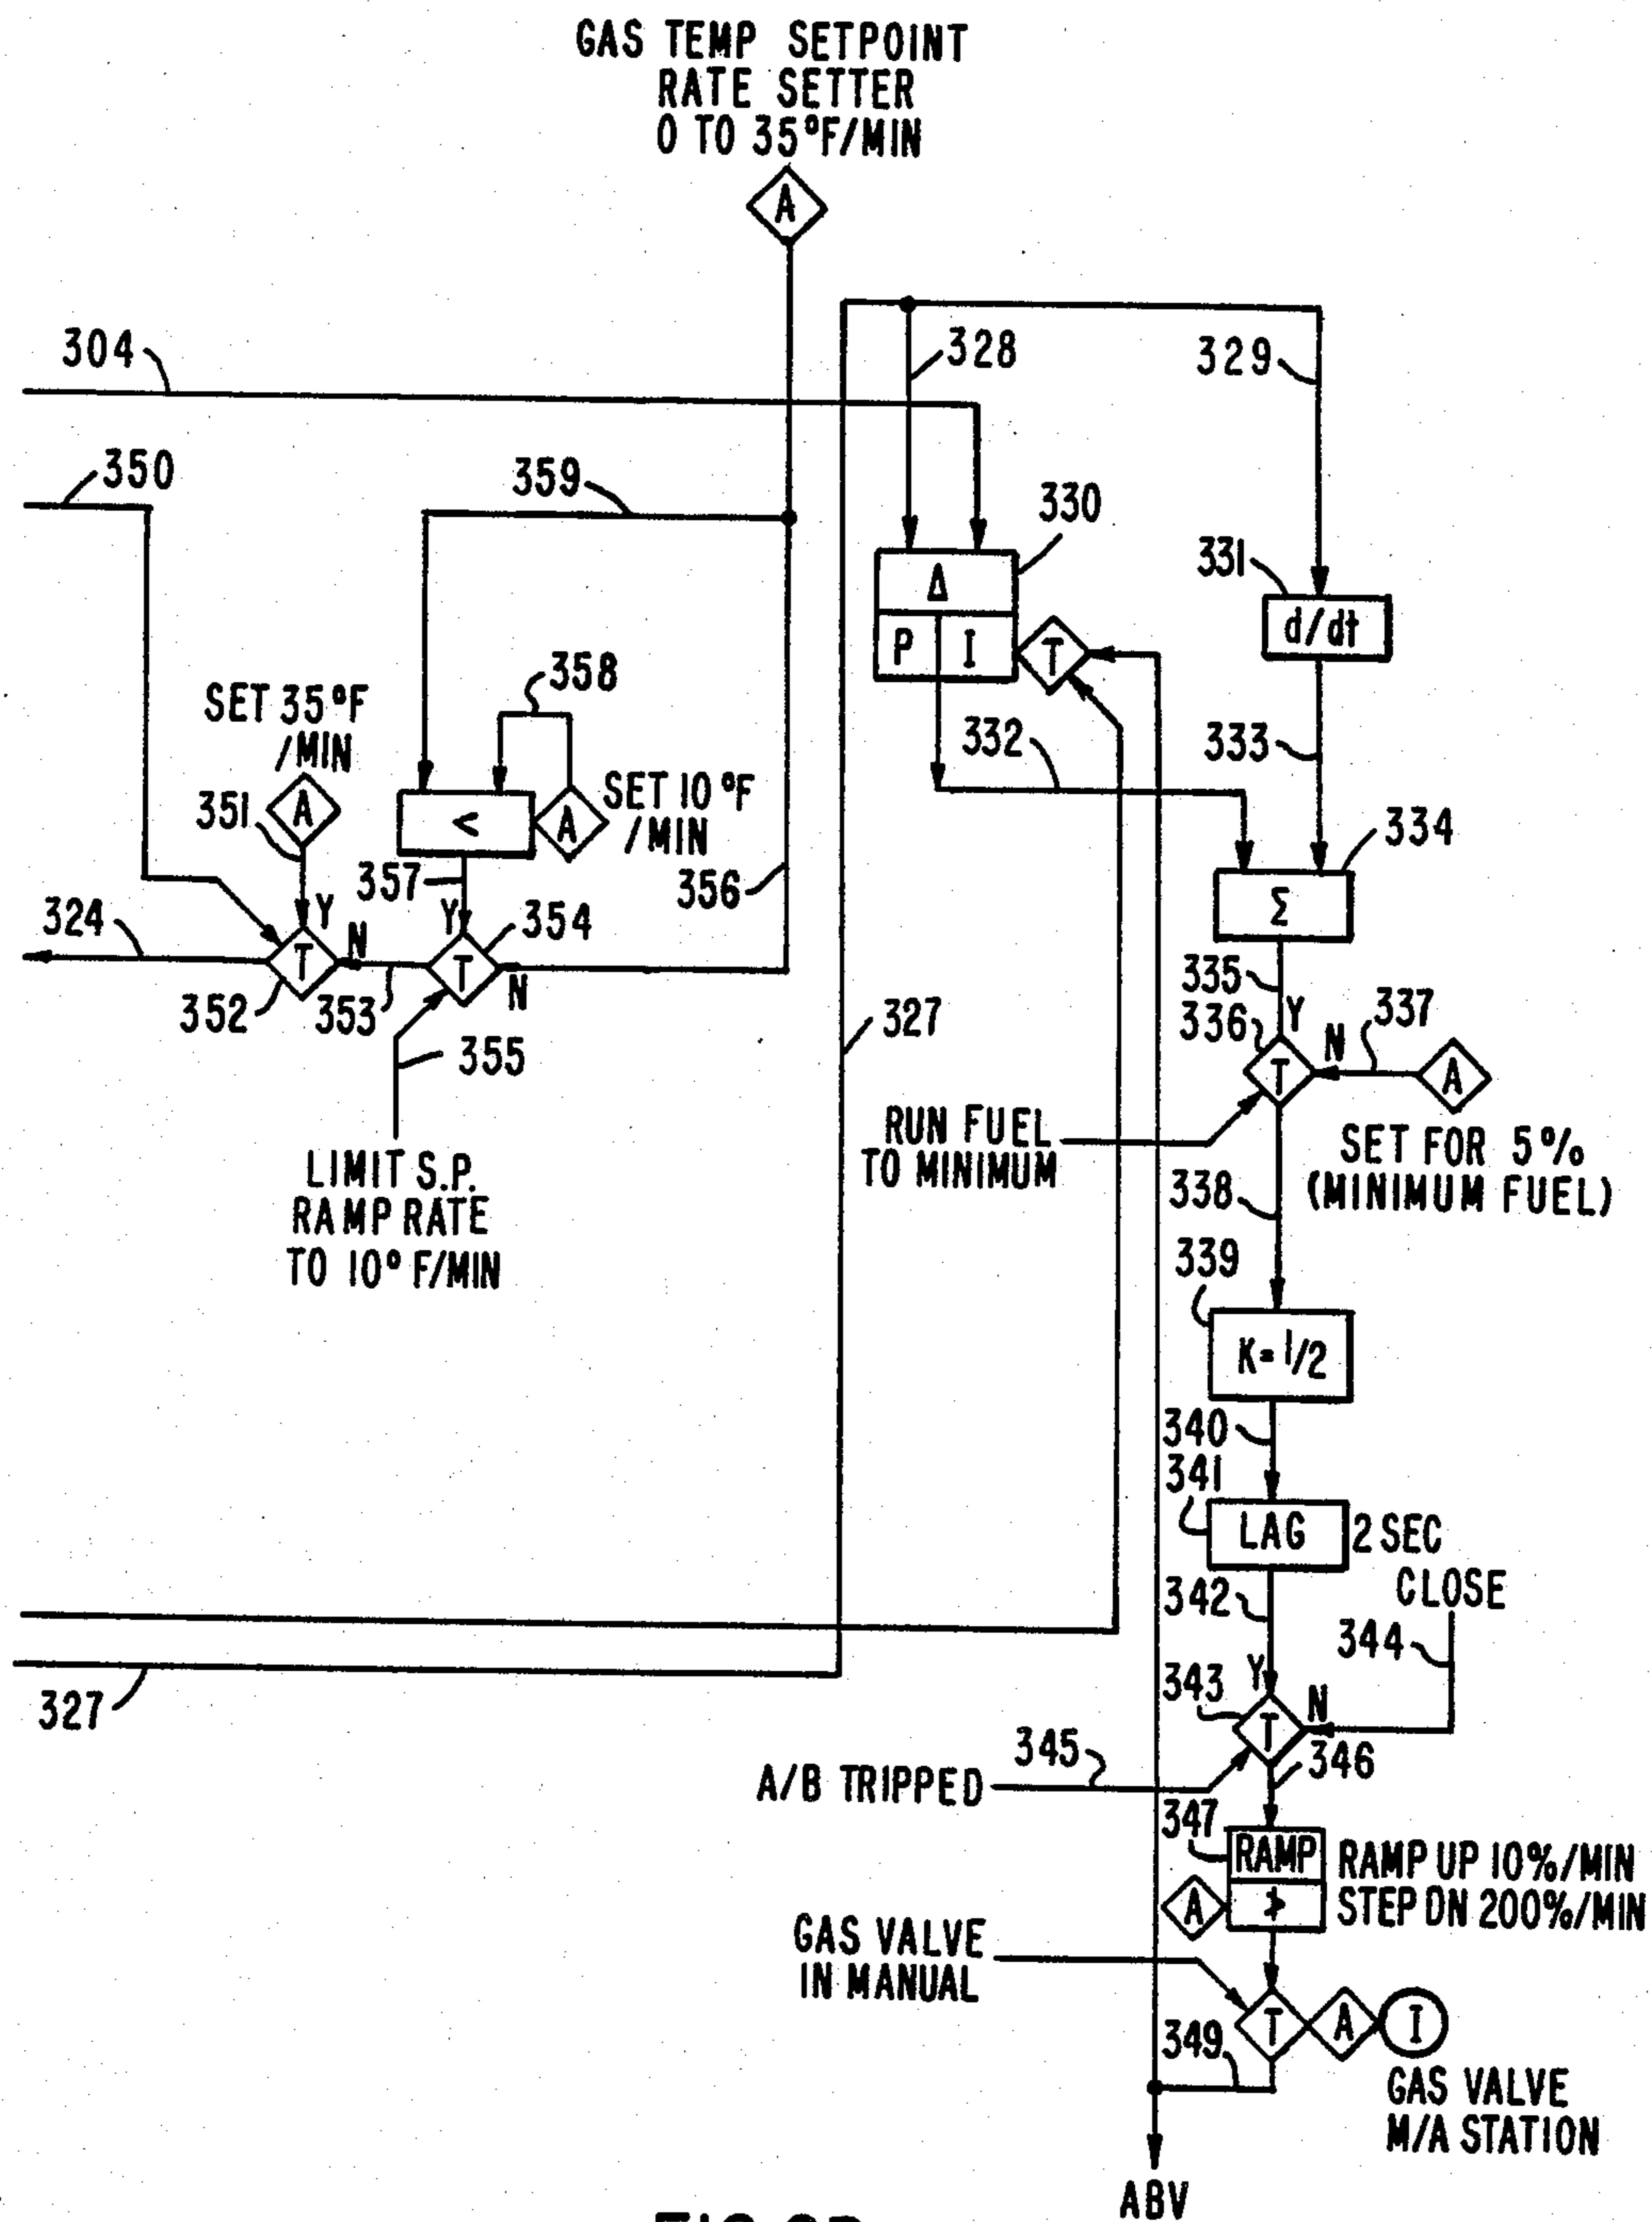 GAS TEMP SETPOINT
RATE SETTER
0 TO 35°F/MIN
A
304
328
329
350
359
330
331
Δ
d/dt
P I
T
358
SET 35°F
/MIN
332
333
351
A
<
A
SET 10°F
/MIN
334
357
356
Σ
Y
Y
354
324
T
N
T
N
335
352
353
336
Y
N
337
327
355
T
A
RUN FUEL
TO MINIMUM
SET FOR 5%
(MINIMUM FUEL)
LIMIT S.P.
RAMP RATE
TO 10° F/MIN
338
339
K=1/2
340
341
LAG
2 SEC
342
CLOSE
344
327
343
Y
N
T
345
346
A/B TRIPPED
347
RAMP
RAMP UP 10%/MIN
A
≯
STEP DN 200%/MIN
GAS VALVE
IN MANUAL
T
A
I
349
GAS VALVE
M/A STATION
ABV